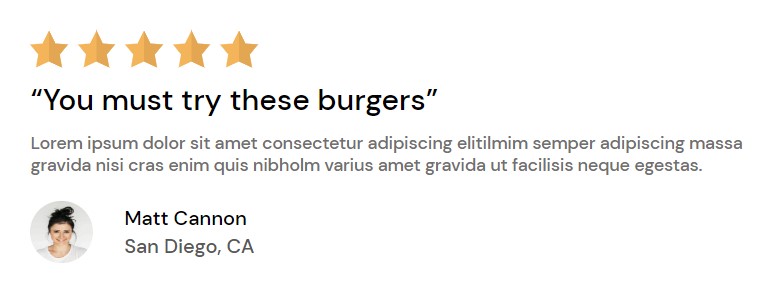 “You must try these burgers”
Lorem ipsum dolor sit amet consectetur adipiscing elitilmim semper adipiscing massa
gravida nisi cras enim quis nibholm varius amet gravida ut facilisis neque egestas.
Matt Cannon
San Diego, CA